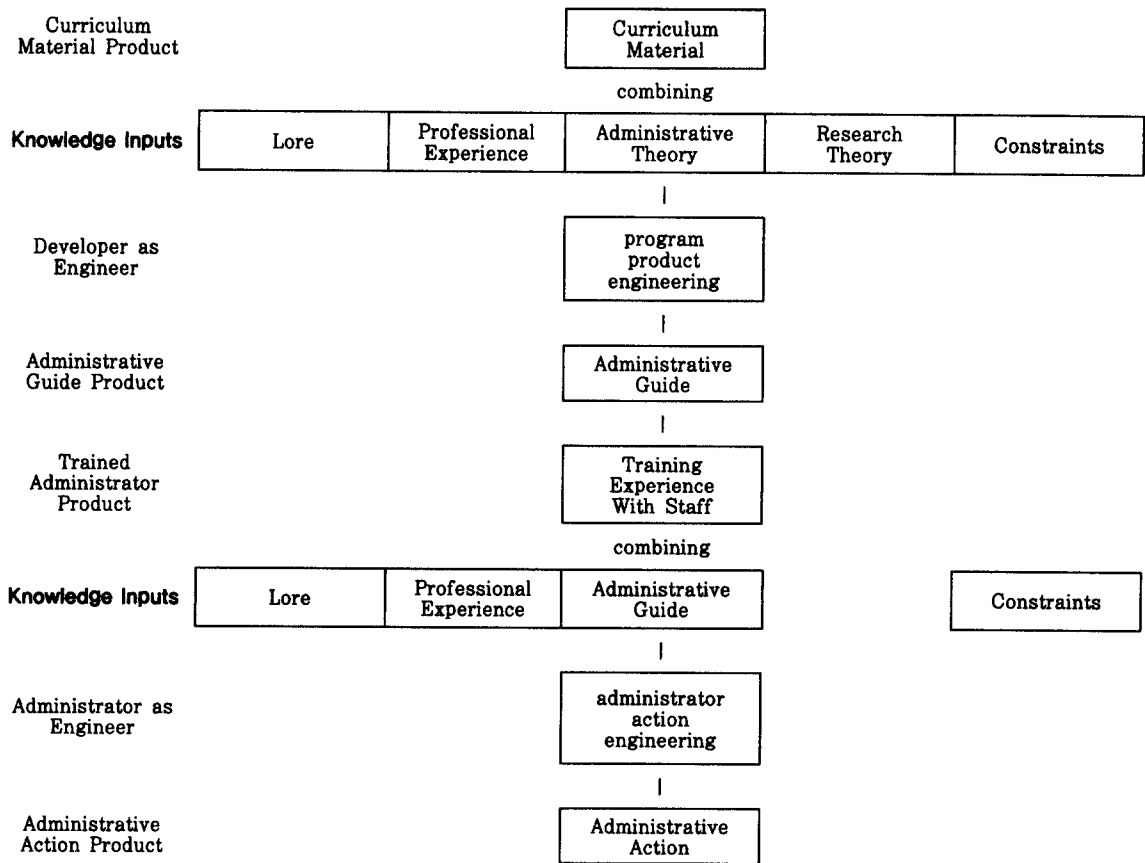 Curriculum
Material Product
Curriculum
Material
combining
Knowledge Inputs
Lore
Professional
Experience
Administrative
Theory
Research
Theory
Constraints
Developer as
Engineer
program
product
engineering
Administrative
Guide Product
Administrative
Guide
Trained
Administrator
Product
Training
Experience
With Staff
combining
Knowledge Inputs
Lore
Professional
Experience
Administrative
Guide
Constraints
Administrator as
Engineer
administrator
action
engineering
Administrative
Action Product
Administrative
Action